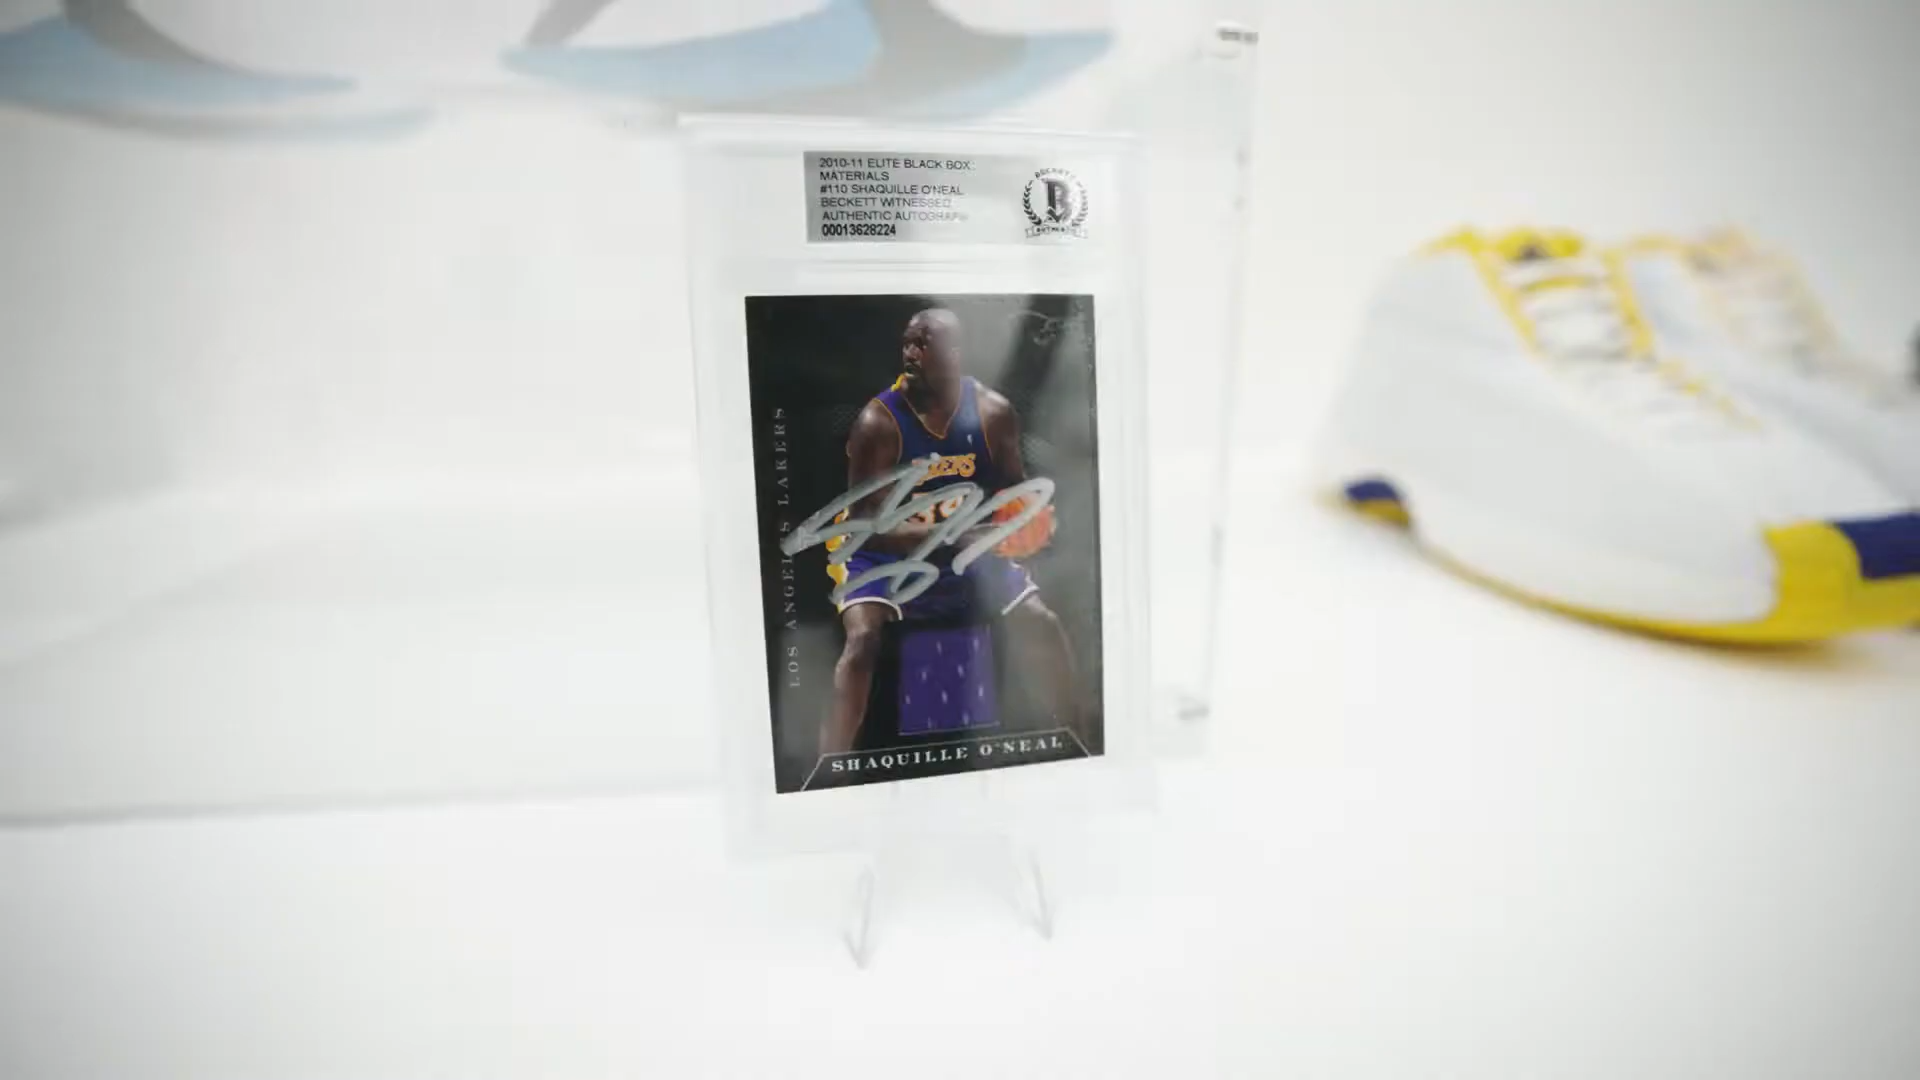 2010-11 ELITE BLACK BOX
MATERIALS
#110 SHAQUILLE O'NEAL
BECKETT WITNESSED
AUTHENTIC AUTOGRAPH
00013628224
BECKETT
B
LOS ANGELES LAKERS
34
SHAQUILLE O'NEAL